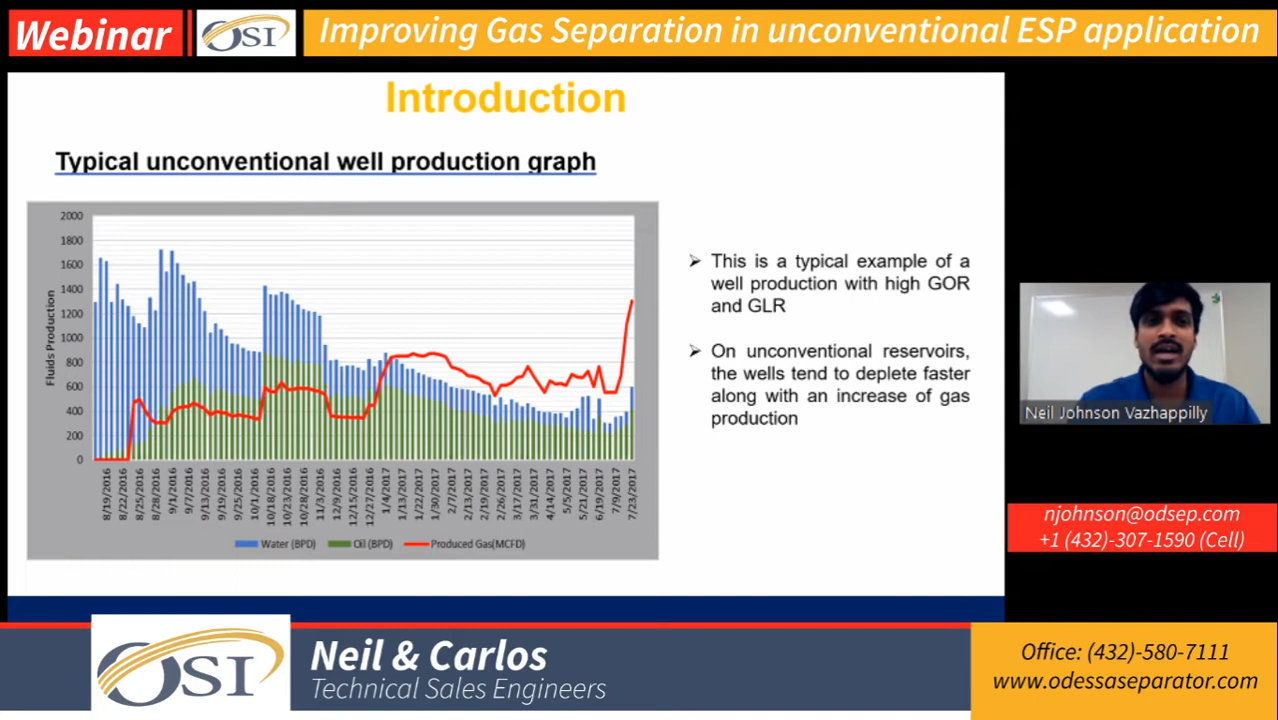 Webinar
OSI
Improving Gas Separation in unconventional ESP application
Introduction
Typical unconventional well production graph
2000
1800
1600
1400
1200
1000
800
600
400
200
0
Fluids Production
8/19/2016
8/22/2016
8/25/2016
8/28/2016
9/1/2016
9/7/2016
9/13/2016
9/19/2016
9/25/2016
10/1/2016
10/18/2016
10/23/2016
10/28/2016
11/3/2016
12/9/2016
12/15/2016
12/27/2016
1/4/2017
1/13/2017
1/22/2017
1/30/2017
2/7/2017
2/13/2017
2/19/2017
2/26/2017
3/17/2017
3/31/2017
4/14/2017
5/5/2017
5/21/2017
6/19/2017
7/9/2017
7/23/2017
Water (BPD) Oil (BPD) Produced Gas(MCFD)
➢ This is a typical example of a
well production with high GOR
and GLR
➢ On unconventional reservoirs,
the wells tend to deplete faster
along with an increase of gas
production
Neil Johnson Vazhappilly
njohnson@odsep.com
+1 (432)-307-1590 (Cell)
OSI
Neil & Carlos
Technical Sales Engineers
Office: (432)-580-7111
www.odessaseparator.com